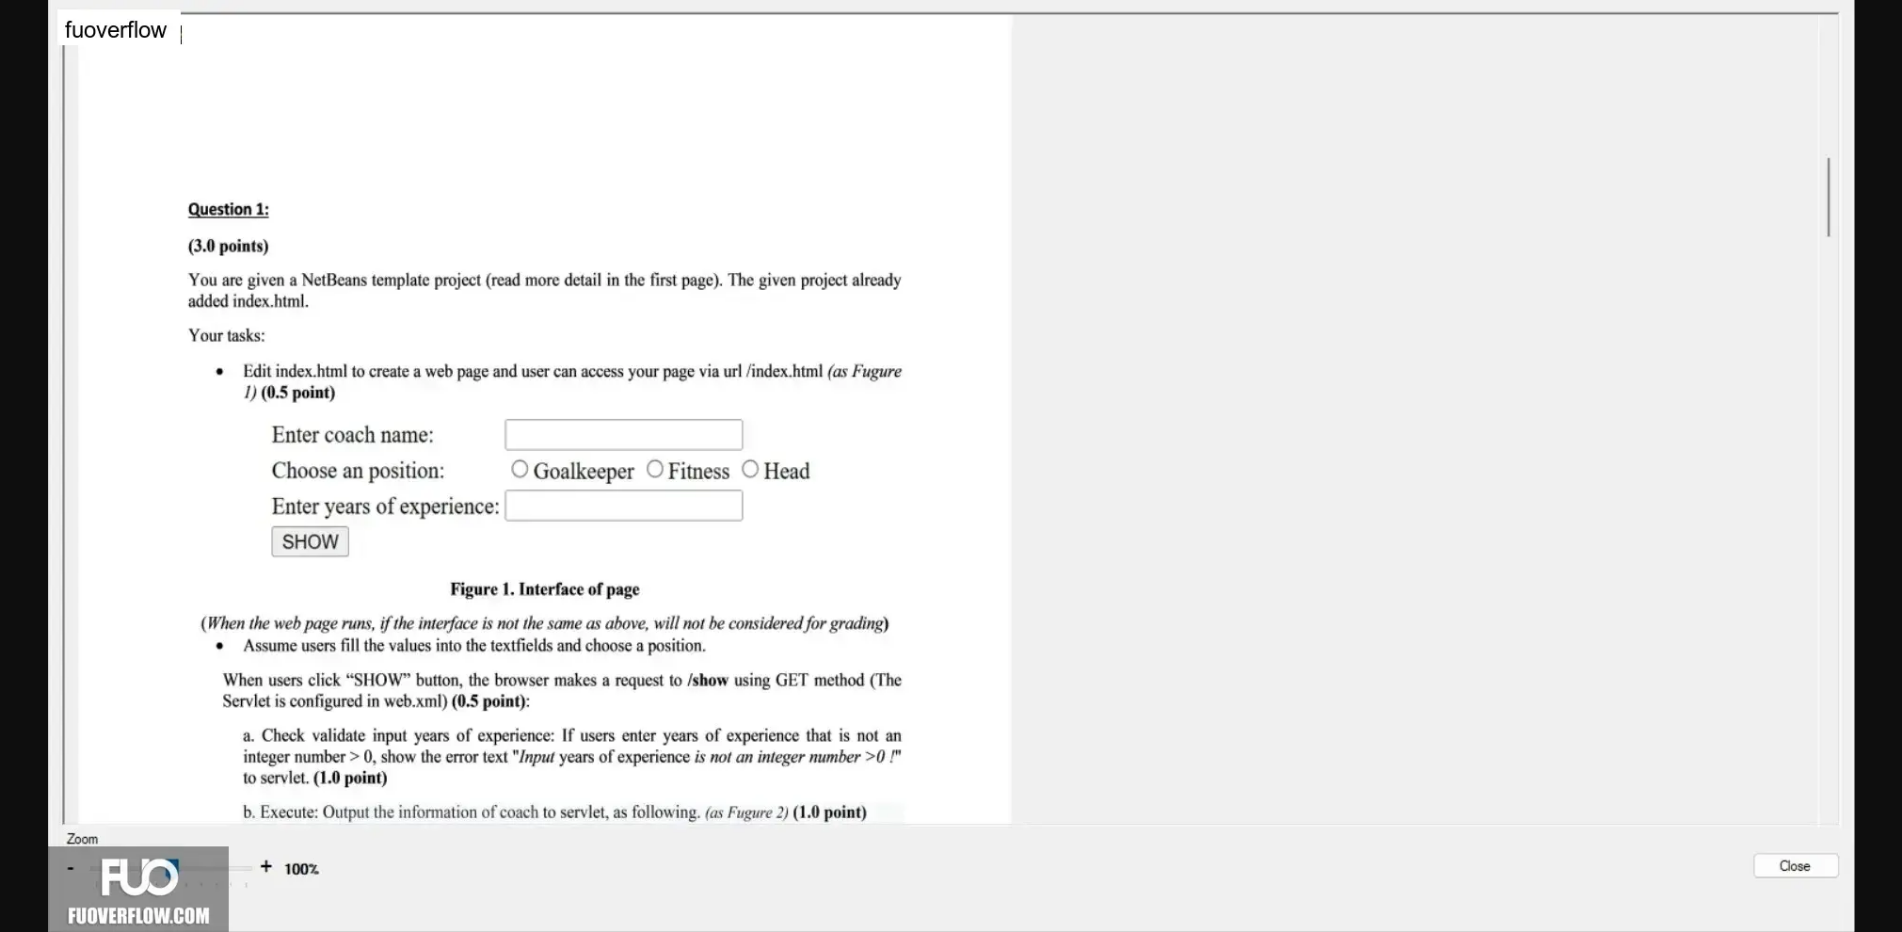 fuoverflow
Question 1:
(3.0 points)
You are given a NetBeans template project (read more detail in the first page). The given project already
added index.html.
Your tasks:
• Edit index.html to create a web page and user can access your page via url /index.html (as Fugure
1) (0.5 point)
Enter coach name:
Choose an position: Goalkeeper Fitness Head
Enter years of experience:
SHOW
Figure 1. Interface of page
(When the web page runs, if the interface is not the same as above, will not be considered for grading)
• Assume users fill the values into the textfields and choose a position.
When users click “SHOW” button, the browser makes a request to /show using GET method (The
Servlet is configured in web.xml) (0.5 point):
a. Check validate input years of experience: If users enter years of experience that is not an
integer number > 0, show the error text "Input years of experience is not an integer number >0 !"
to servlet. (1.0 point)
b. Execute: Output the information of coach to servlet, as following. (as Fugure 2) (1.0 point)
Zoom
- + 100%
Close
FUO
FUOVERFLOW.COM